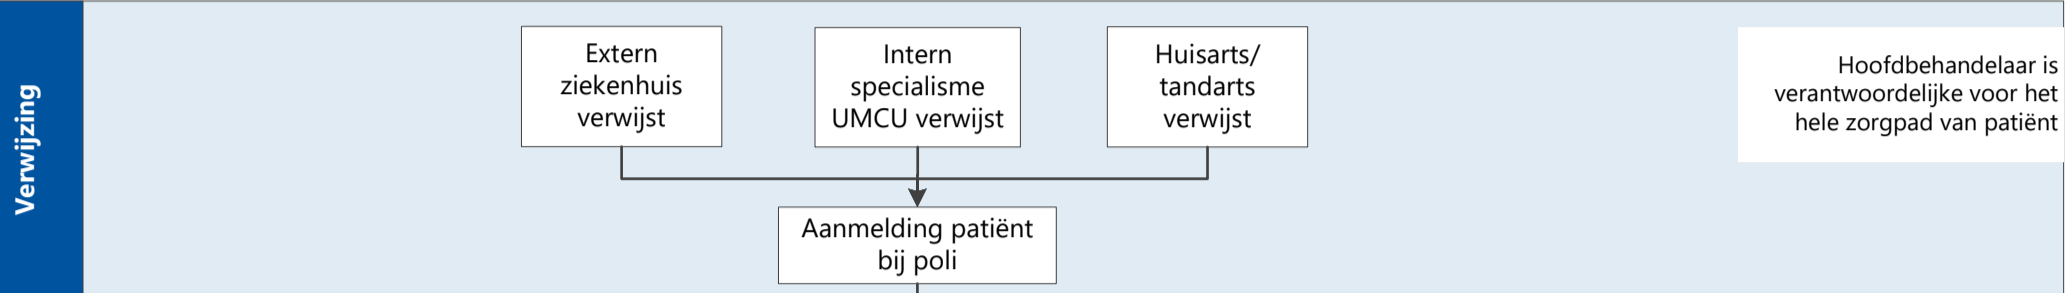 Verwijzing
Extern
ziekenhuis
verwijst
Intern
specialisme
UMCU verwijst
Huisarts/
tandarts
verwijst
Hoofdbehandelaar is
verantwoordelijke voor het
hele zorgpad van patiënt
Aanmelding patiënt
bij poli